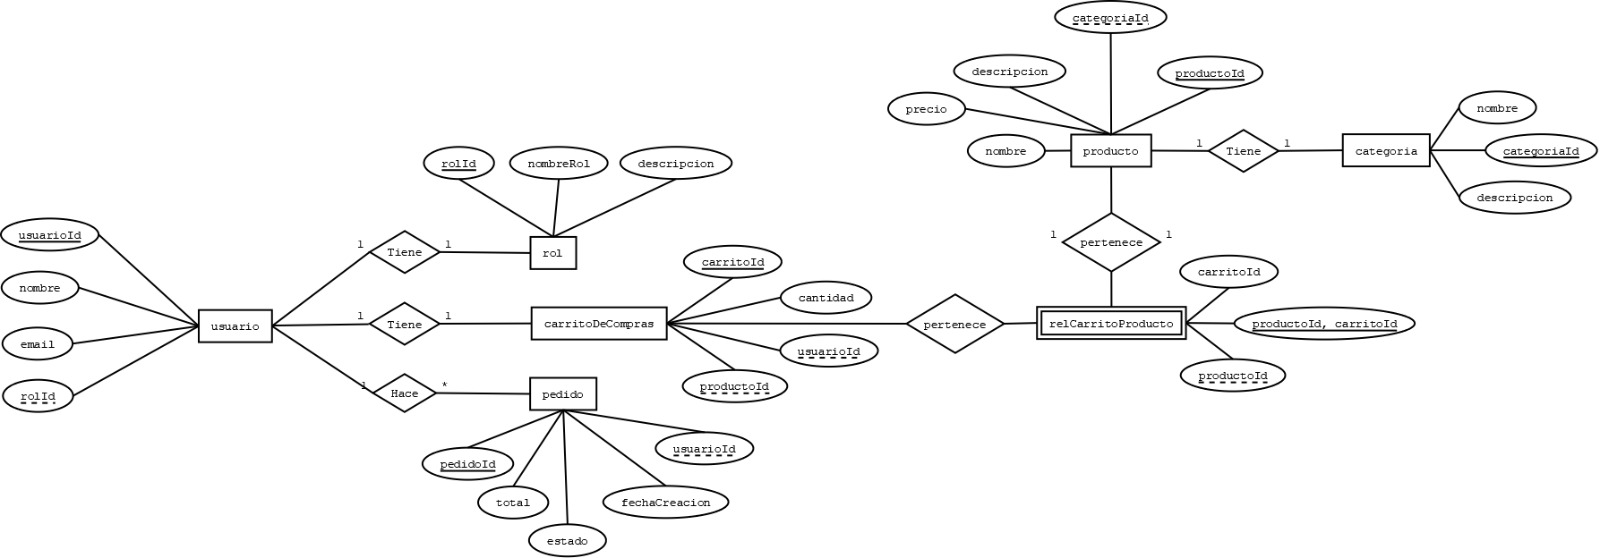 categoriaId
descripcion
productoId
precio
nombre
producto
1
Tiene
1
categoria
nombre
categoriaId
descripcion
rolId
nombreRol
descripcion
usuarioId
nombre
email
rolId
usuario
1
Tiene
1
rol
1
Tiene
1
carritoDeCompras
1
Hace
*
pedido
carritoId
cantidad
usuarioId
productoId
pertenece
1
pertenece
1
relCarritoProducto
carritoId
productoId, carritoId
productoId
pedidoId
total
estado
fechaCreacion
usuarioId